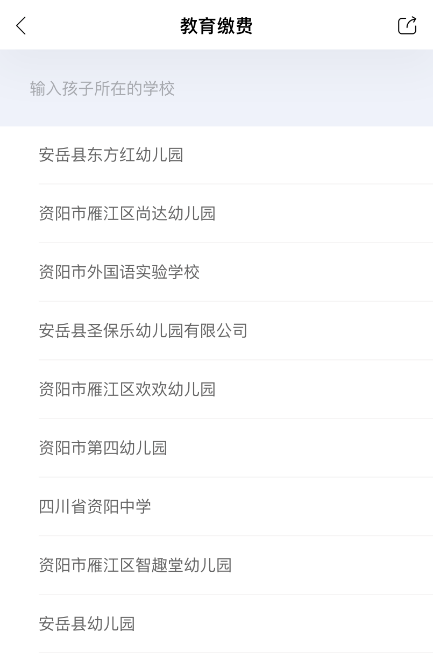 教育缴费
输入孩子所在的学校
安岳县东方红幼儿园
资阳市雁江区尚达幼儿园
资阳市外国语实验学校
安岳县圣保乐幼儿园有限公司
资阳市雁江区欢欢幼儿园
资阳市第四幼儿园
四川省资阳中学
资阳市雁江区智趣堂幼儿园
安岳县幼儿园